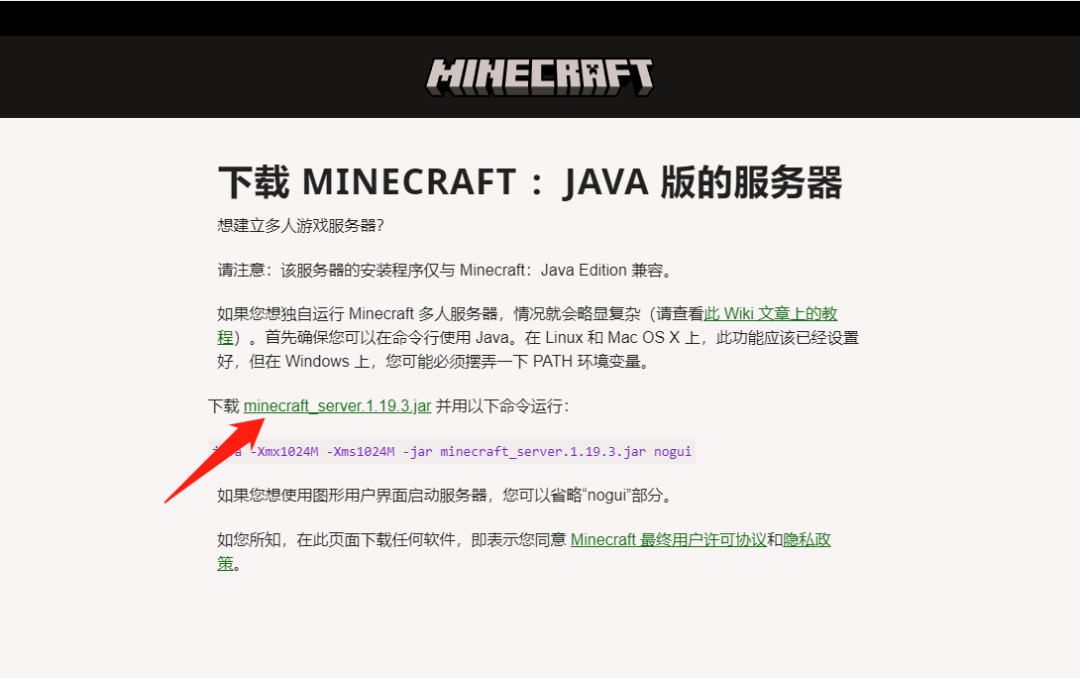 MINECRAFT
下载 MINECRAFT ：JAVA 版的服务器
想建立多人游戏服务器?
请注意：该服务器的安装程序仅与 Minecraft：Java Edition 兼容。
如果您想独自运行 Minecraft 多人服务器，情况就会略显复杂（请查看此 Wiki 文章上的教
程）。首先确保您可以在命令行使用 Java。在 Linux 和 Mac OS X 上，此功能应该已经设置
好，但在 Windows 上，您可能必须摆弄一下 PATH 环境变量。
下载 minecraft_server.1.19.3.jar 并用以下命令运行：
-Xmx1024M -Xms1024M -jar minecraft_server.1.19.3.jar nogui
如果您想使用图形用户界面启动服务器，您可以省略“nogui”部分。
如您所知，在此页面下载任何软件，即表示您同意 Minecraft 最终用户许可协议和隐私政
策。